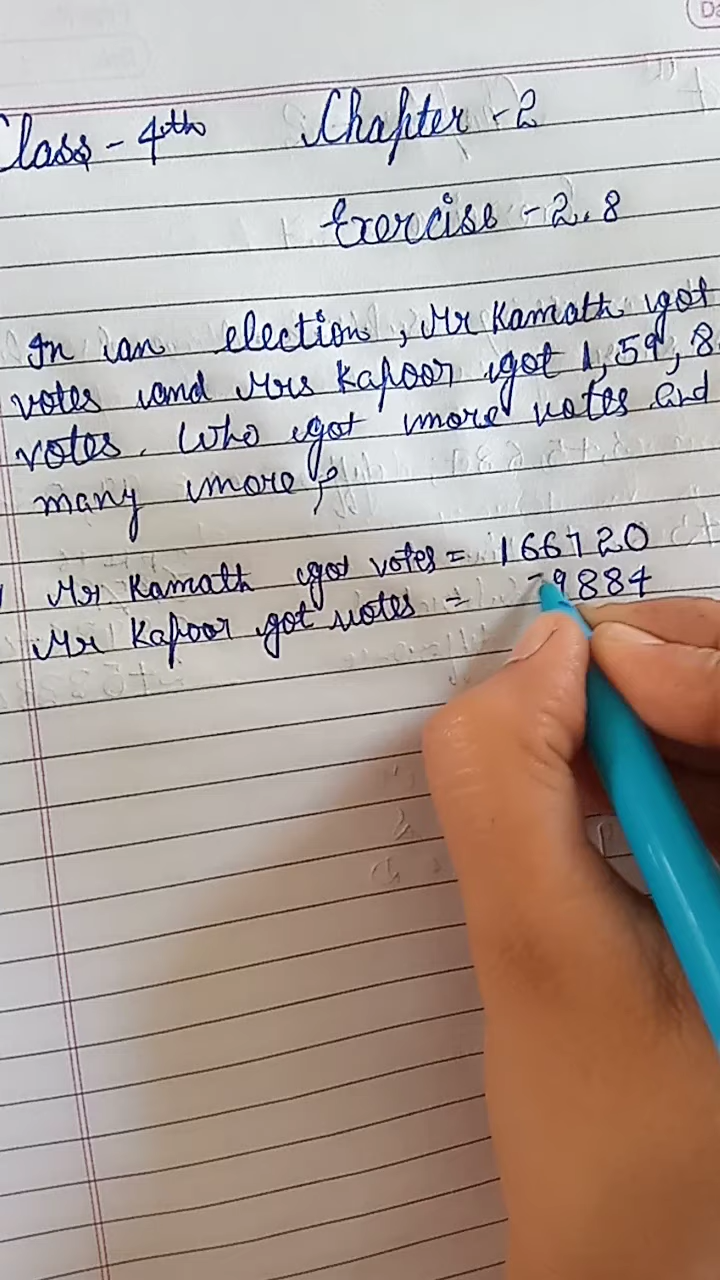 Class - 4th Chapter - 2
Exercise - 2.8
In an election, Mr Kamath got
votes and Mrs Kapoor got 1,59,8
votes. Who got more votes and
many more?
Mr Kamath got votes = 166720
Mr Kapoor got votes = 59884